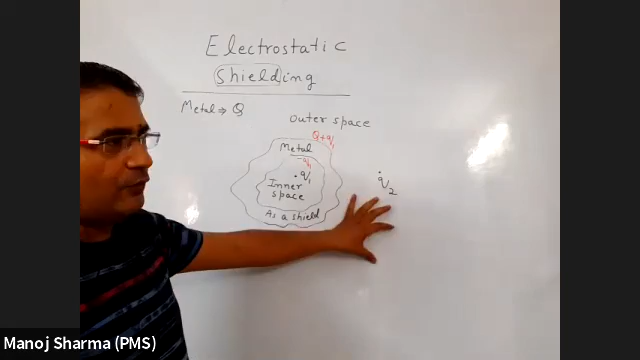 Electrostatic
Shielding
Metal ⇒ Q
outer space
Q+q1
Metal
-q1
.q1
Inner
space
As a shield
q2
Manoj Sharma (PMS)